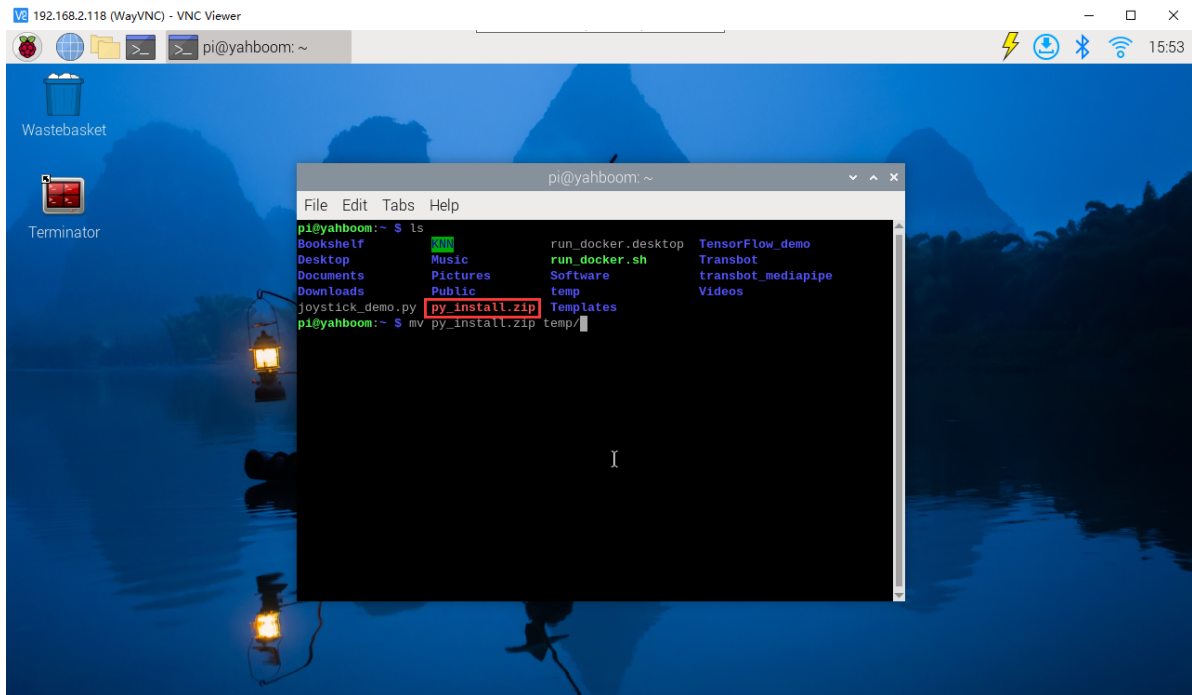 192.168.2.118 (WayVNC) - VNC Viewer
pi@yahboom: ~
15:53
Wastebasket
Terminator
pi@yahboom: ~
File Edit Tabs Help
pi@yahboom:~ $ ls
Bookshelf KNN run_docker.desktop TensorFlow_demo
Desktop Music run_docker.sh Transbot
Documents Pictures Software transbot_mediapipe
Downloads Public temp Videos
joystick_demo.py py_install.zip Templates
pi@yahboom:~ $ mv py_install.zip temp/